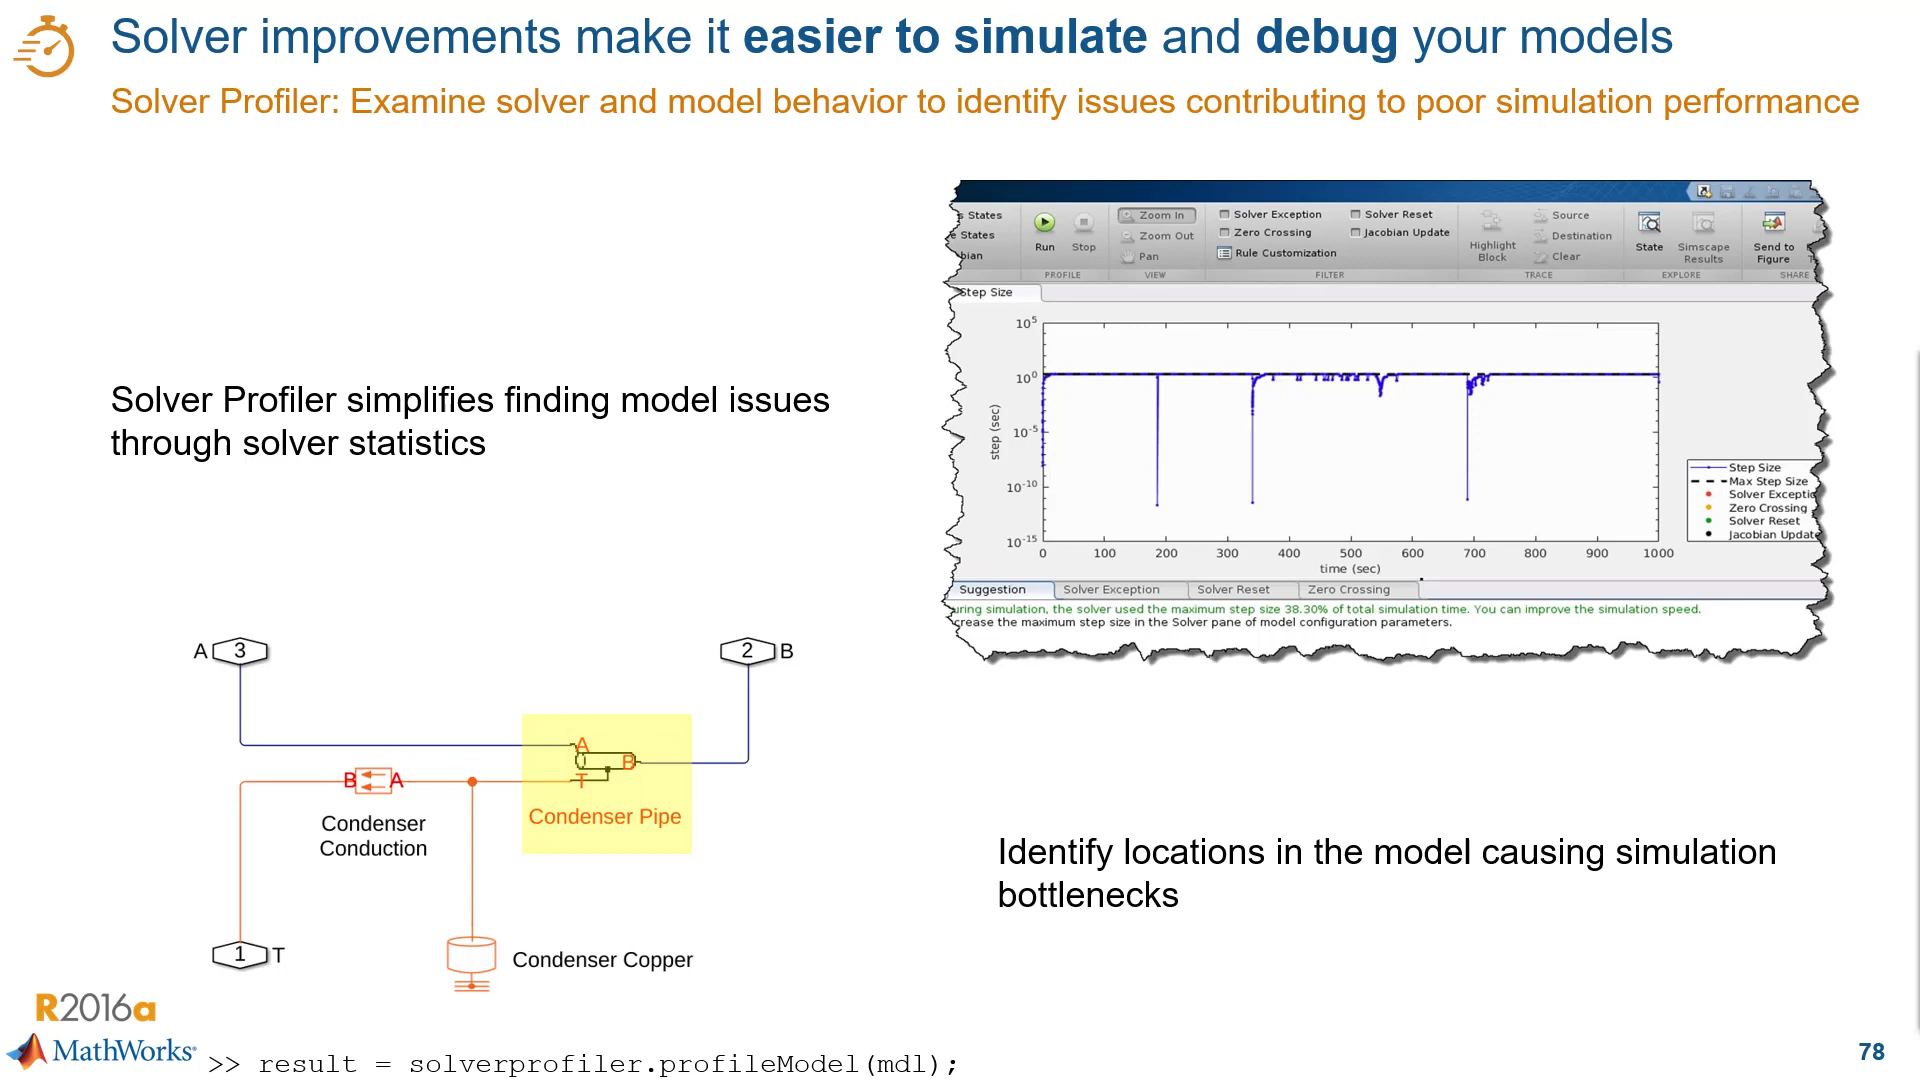 Solver improvements make it easier to simulate and debug your models
Solver Profiler: Examine solver and model behavior to identify issues contributing to poor simulation performance
s States
e States
bian
Run
Stop
PROFILE
Zoom In
Zoom Out
Pan
VIEW
Solver Exception
Solver Reset
Zero Crossing
Jacobian Update
Rule Customization
FILTER
Highlight
Block
Source
Destination
Clear
TRACE
State
Simscape
Results
EXPLORE
Send to
Figure
SHARE
Step Size
10^5
10^0
10^-5
10^-10
10^-15
step (sec)
0 100 200 300 400 500 600 700 800 900 1000
time (sec)
Step Size
Max Step Size
Solver Excepti
Zero Crossing
Solver Reset
Jacobian Update
Suggestion Solver Exception Solver Reset Zero Crossing
uring simulation, the solver used the maximum step size 38.30% of total simulation time. You can improve the simulation speed.
crease the maximum step size in the Solver pane of model configuration parameters.
Solver Profiler simplifies finding model issues
through solver statistics
A 3
2 B
A
B
T
Condenser Pipe
B A
Condenser
Conduction
1 T
Condenser Copper
Identify locations in the model causing simulation
bottlenecks
R2016a
MathWorks
>> result = solverprofiler.profileModel(mdl);
78